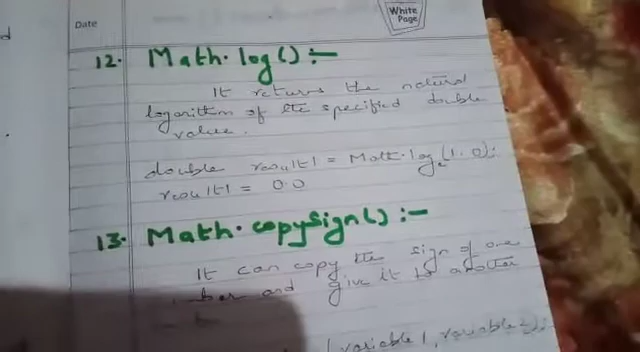 Date
White
Page
12. Math.log() :-
It returns the natural
logarithm of the specified double
value.
double result1 = Math.loge(1.0);
result1 = 0.0
13. Math.copySign() :-
It can copy the sign of one
and give it to another
(variable1, variable2);